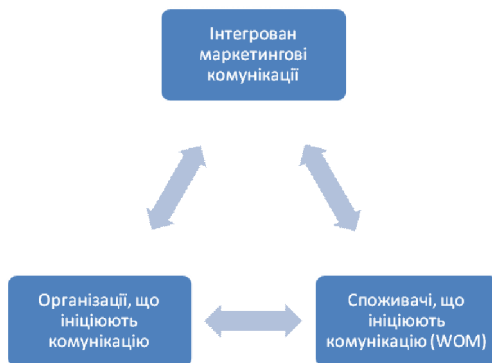 Інтегрован
маркетингові
комунікації
Організації, що
ініціюють
комунікацію
Споживачі, що
ініціюють
комунікацію (WOM)